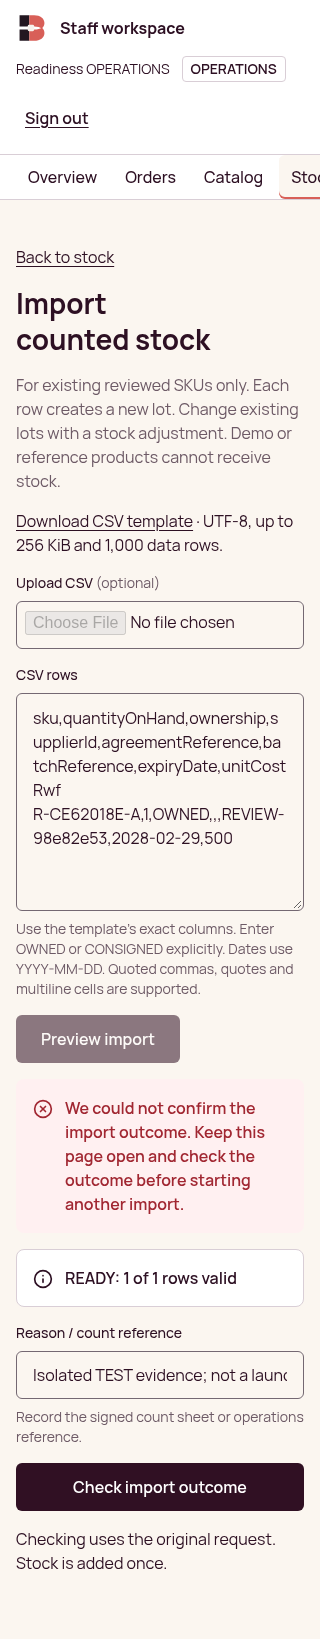 Staff workspace
Readiness OPERATIONS OPERATIONS
Sign out
Overview Orders Catalog
Back to stock
Import
counted stock
For existing reviewed SKUs only. Each
row creates a new lot. Change existing
lots with a stock adjustment. Demo or
reference products cannot receive
stock.
Download CSV template · UTF-8, up to
256 KiB and 1,000 data rows.
Upload CSV (optional)
Choose File No file chosen
CSV rows
sku,quantityOnHand,ownership,s
upplierId,agreementReference,ba
tchReference,expiryDate,unitCost
Rwf
R-CE62018E-A,1,OWNED,,,REVIEW-
98e82e53,2028-02-29,500
Use the template's exact columns. Enter
OWNED or CONSIGNED explicitly. Dates use
YYYY-MM-DD. Quoted commas, quotes and
multiline cells are supported.
Preview import
We could not confirm the
import outcome. Keep this
page open and check the
outcome before starting
another import.
READY: 1 of 1 rows valid
Reason / count reference
Isolated TEST evidence; not a
Record the signed count sheet or operations
reference.
Check import outcome
Checking uses the original request.
Stock is added once.